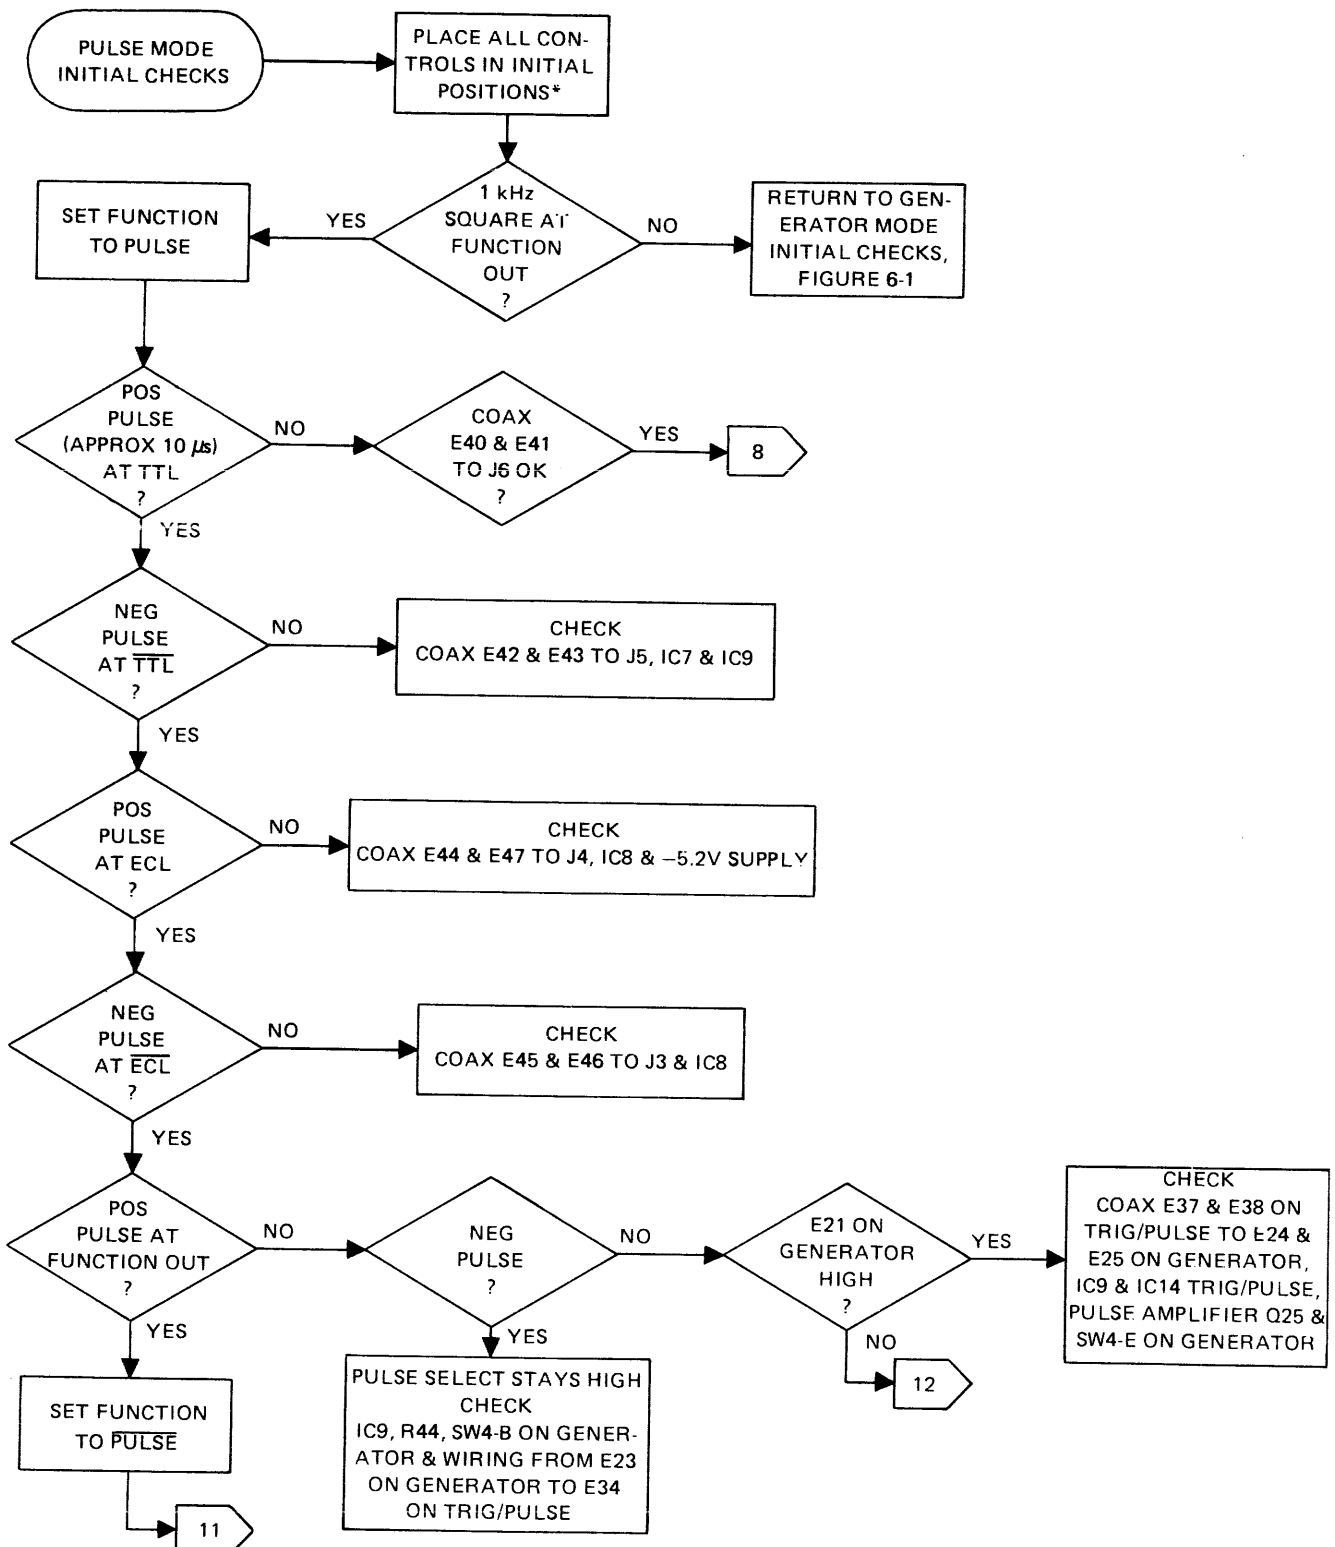 PULSE MODE
INITIAL CHECKS
PLACE ALL CON-
TROLS IN INITIAL
POSITIONS*
1 kHz
SQUARE AT
FUNCTION
OUT
?
YES
NO
SET FUNCTION
TO PULSE
RETURN TO GEN-
ERATOR MODE
INITIAL CHECKS,
FIGURE 6-1
POS
PULSE
(APPROX 10 µs)
AT TTL
?
NO
COAX
E40 & E41
TO J6 OK
?
YES
8
YES
NEG
PULSE
AT T̅T̅L̅
?
NO
CHECK
COAX E42 & E43 TO J5, IC7 & IC9
YES
POS
PULSE
AT ECL
?
NO
CHECK
COAX E44 & E47 TO J4, IC8 & −5.2V SUPPLY
YES
NEG
PULSE
AT E̅C̅L̅
?
NO
CHECK
COAX E45 & E46 TO J3 & IC8
YES
POS
PULSE AT
FUNCTION OUT
?
NO
NEG
PULSE
?
NO
E21 ON
GENERATOR
HIGH
?
YES
CHECK
COAX E37 & E38 ON
TRIG/PULSE TO E24 &
E25 ON GENERATOR,
IC9 & IC14 TRIG/PULSE,
PULSE AMPLIFIER Q25 &
SW4-E ON GENERATOR
YES
YES
NO
12
SET FUNCTION
TO P̅U̅L̅S̅E̅
PULSE SELECT STAYS HIGH
CHECK
IC9, R44, SW4-B ON GENER-
ATOR & WIRING FROM E23
ON GENERATOR TO E34
ON TRIG/PULSE
11